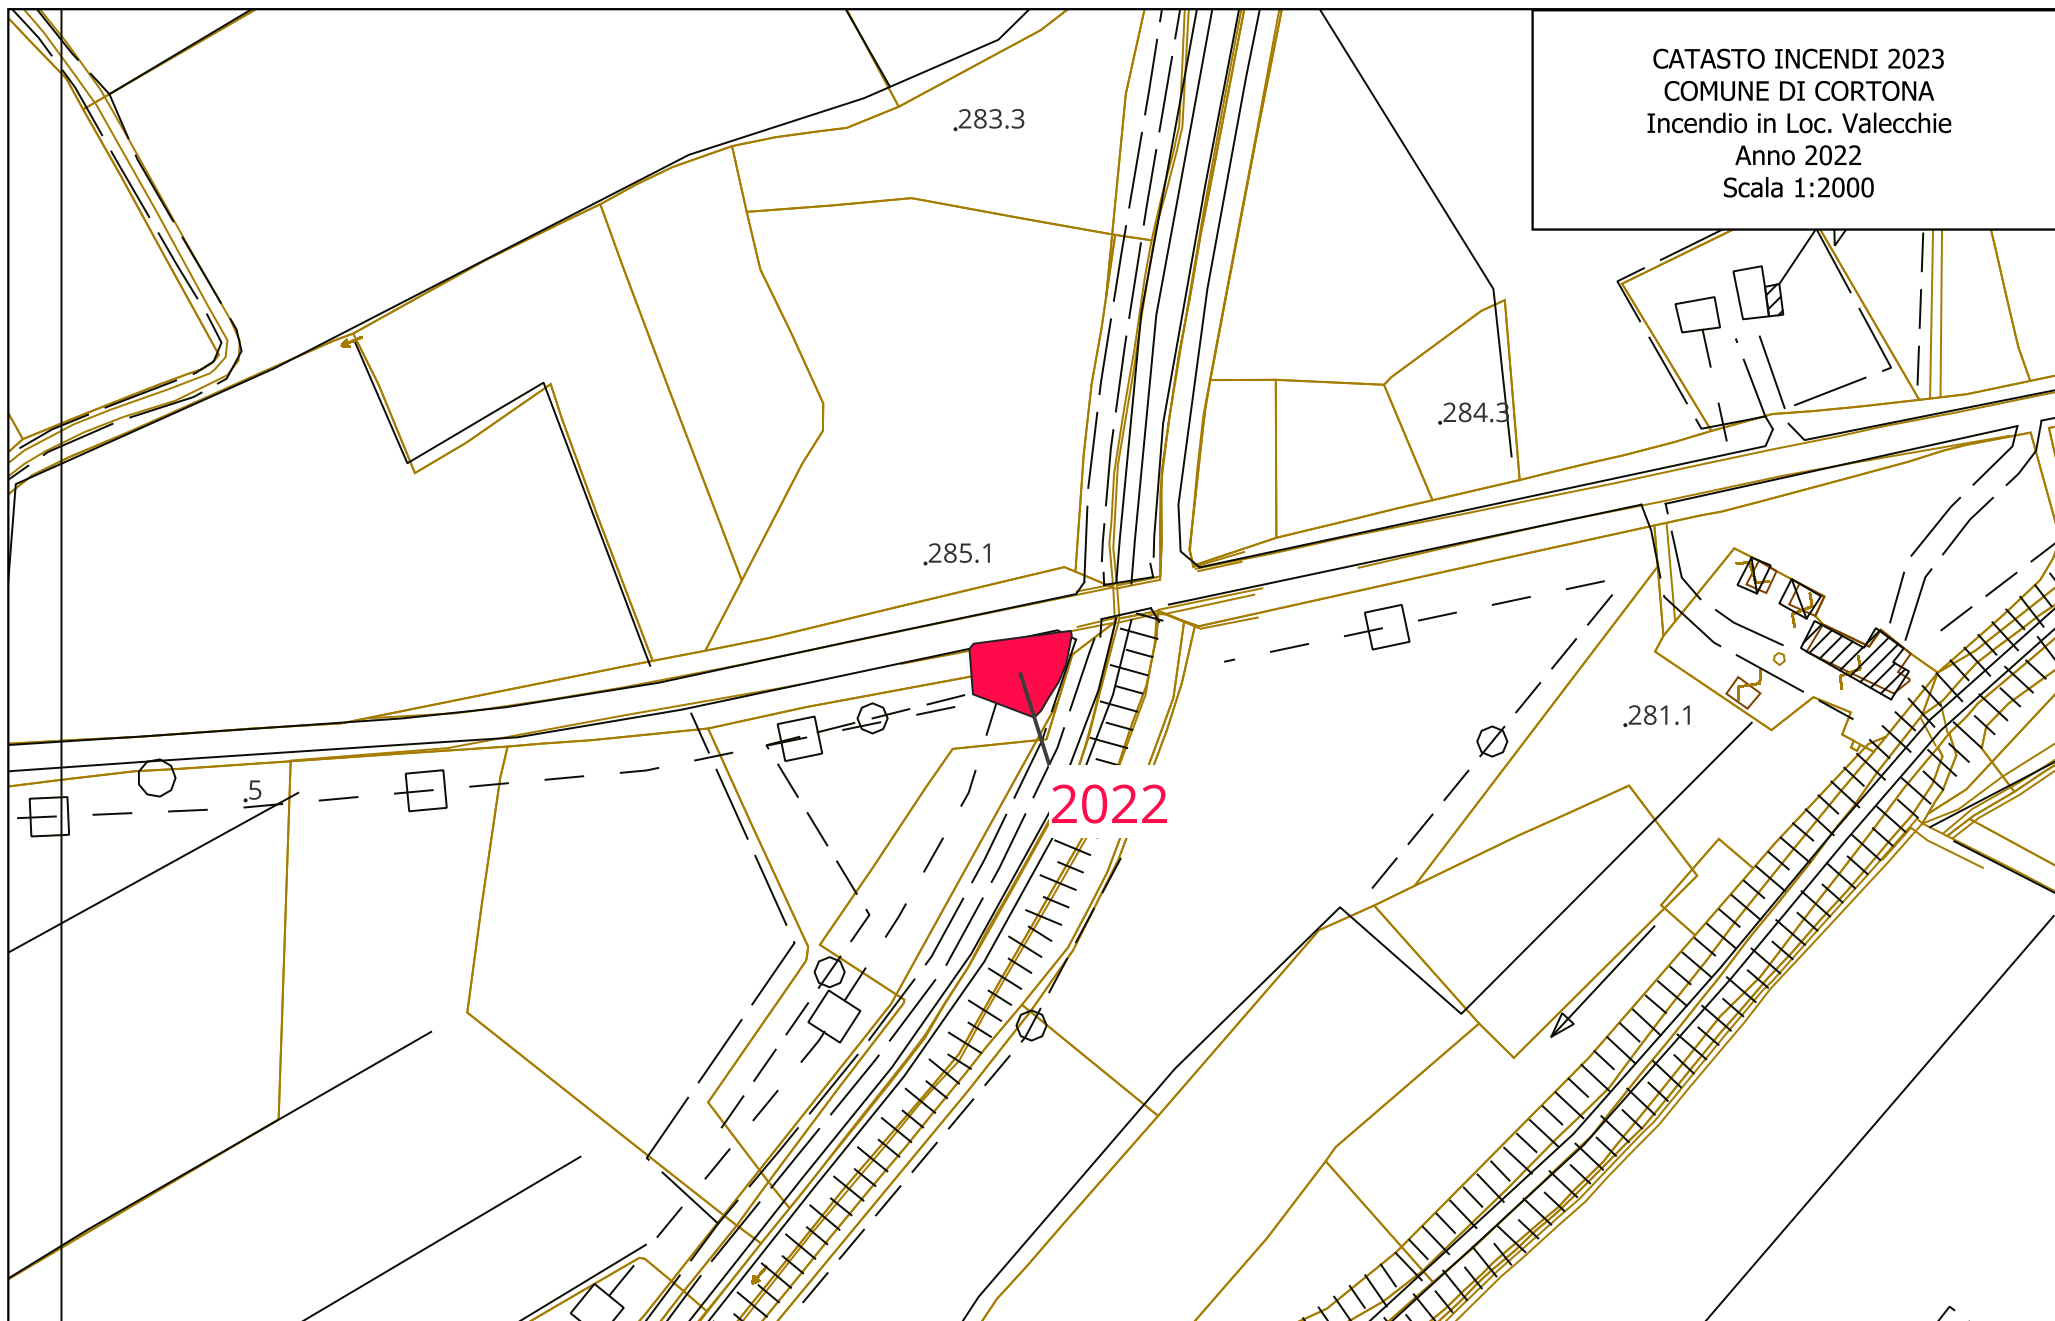 CATASTO INCENDI 2023
COMUNE DI CORTONA
Incendio in Loc. Valecchie
Anno 2022
Scala 1:2000
.283.3
.284.3
.285.1
.281.1
.5
2022